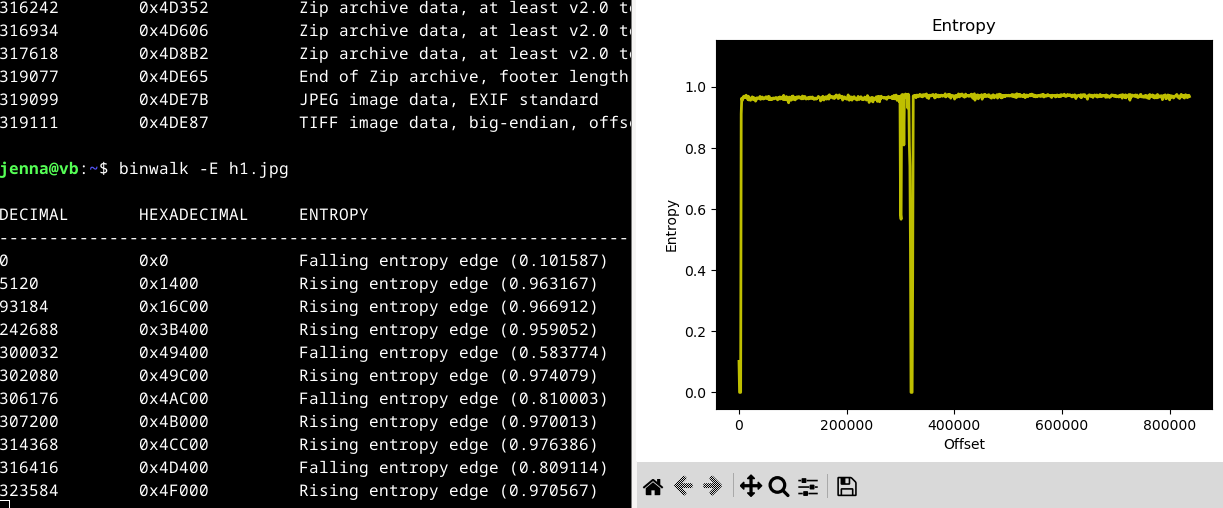 316242 0x4D352 Zip archive data, at least v2.0 to
316934 0x4D606 Zip archive data, at least v2.0 to
317618 0x4D8B2 Zip archive data, at least v2.0 to
319077 0x4DE65 End of Zip archive, footer length
319099 0x4DE7B JPEG image data, EXIF standard
319111 0x4DE87 TIFF image data, big-endian, offs
jenna@vb:~$ binwalk -E h1.jpg
DECIMAL HEXADECIMAL ENTROPY
--------------------------------------------------------------------------------
0 0x0 Falling entropy edge (0.101587)
5120 0x1400 Rising entropy edge (0.963167)
93184 0x16C00 Rising entropy edge (0.966912)
242688 0x3B400 Rising entropy edge (0.959052)
300032 0x49400 Falling entropy edge (0.583774)
302080 0x49C00 Rising entropy edge (0.974079)
306176 0x4AC00 Falling entropy edge (0.810003)
307200 0x4B000 Rising entropy edge (0.970013)
314368 0x4CC00 Rising entropy edge (0.976386)
316416 0x4D400 Falling entropy edge (0.809114)
323584 0x4F000 Rising entropy edge (0.970567)
Entropy
1.0
0.8
0.6
0.4
0.2
0.0
Entropy
0 200000 400000 600000 800000
Offset